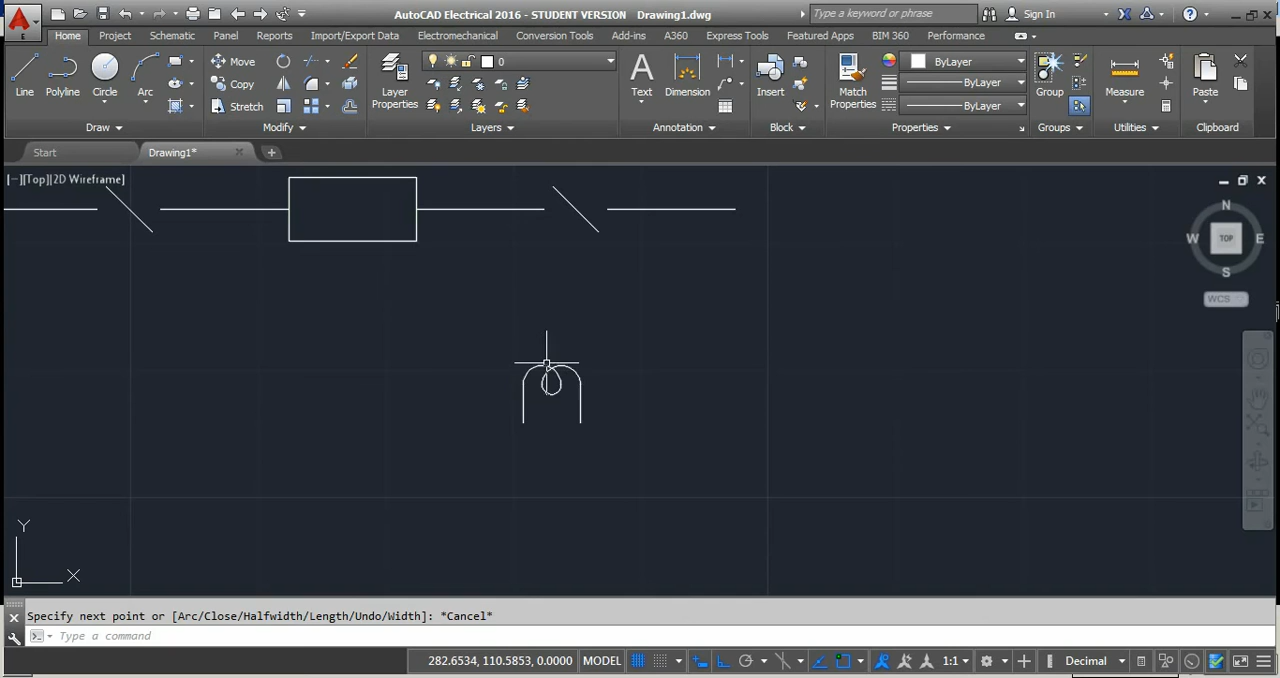 AutoCAD Electrical 2016 - STUDENT VERSION Drawing1.dwg
Type a keyword or phrase
Sign In
E
Home Project Schematic Panel Reports Import/Export Data Electromechanical Conversion Tools Add-ins A360 Express Tools Featured Apps BIM 360 Performance
Line Polyline Circle Arc
Move
Copy
Stretch
Layer Properties
0
Text Dimension
Insert
Match Properties
ByLayer
ByLayer
ByLayer
Group
Measure
Paste
Draw Modify Layers Annotation Block Properties Groups Utilities Clipboard
Start Drawing1*
[−][Top][2D Wireframe]
N
W TOP E
S
WCS
Y
X
Specify next point or [Arc/Close/Halfwidth/Length/Undo/Width]: *Cancel*
Type a command
282.6534, 110.5853, 0.0000 MODEL 1:1 Decimal